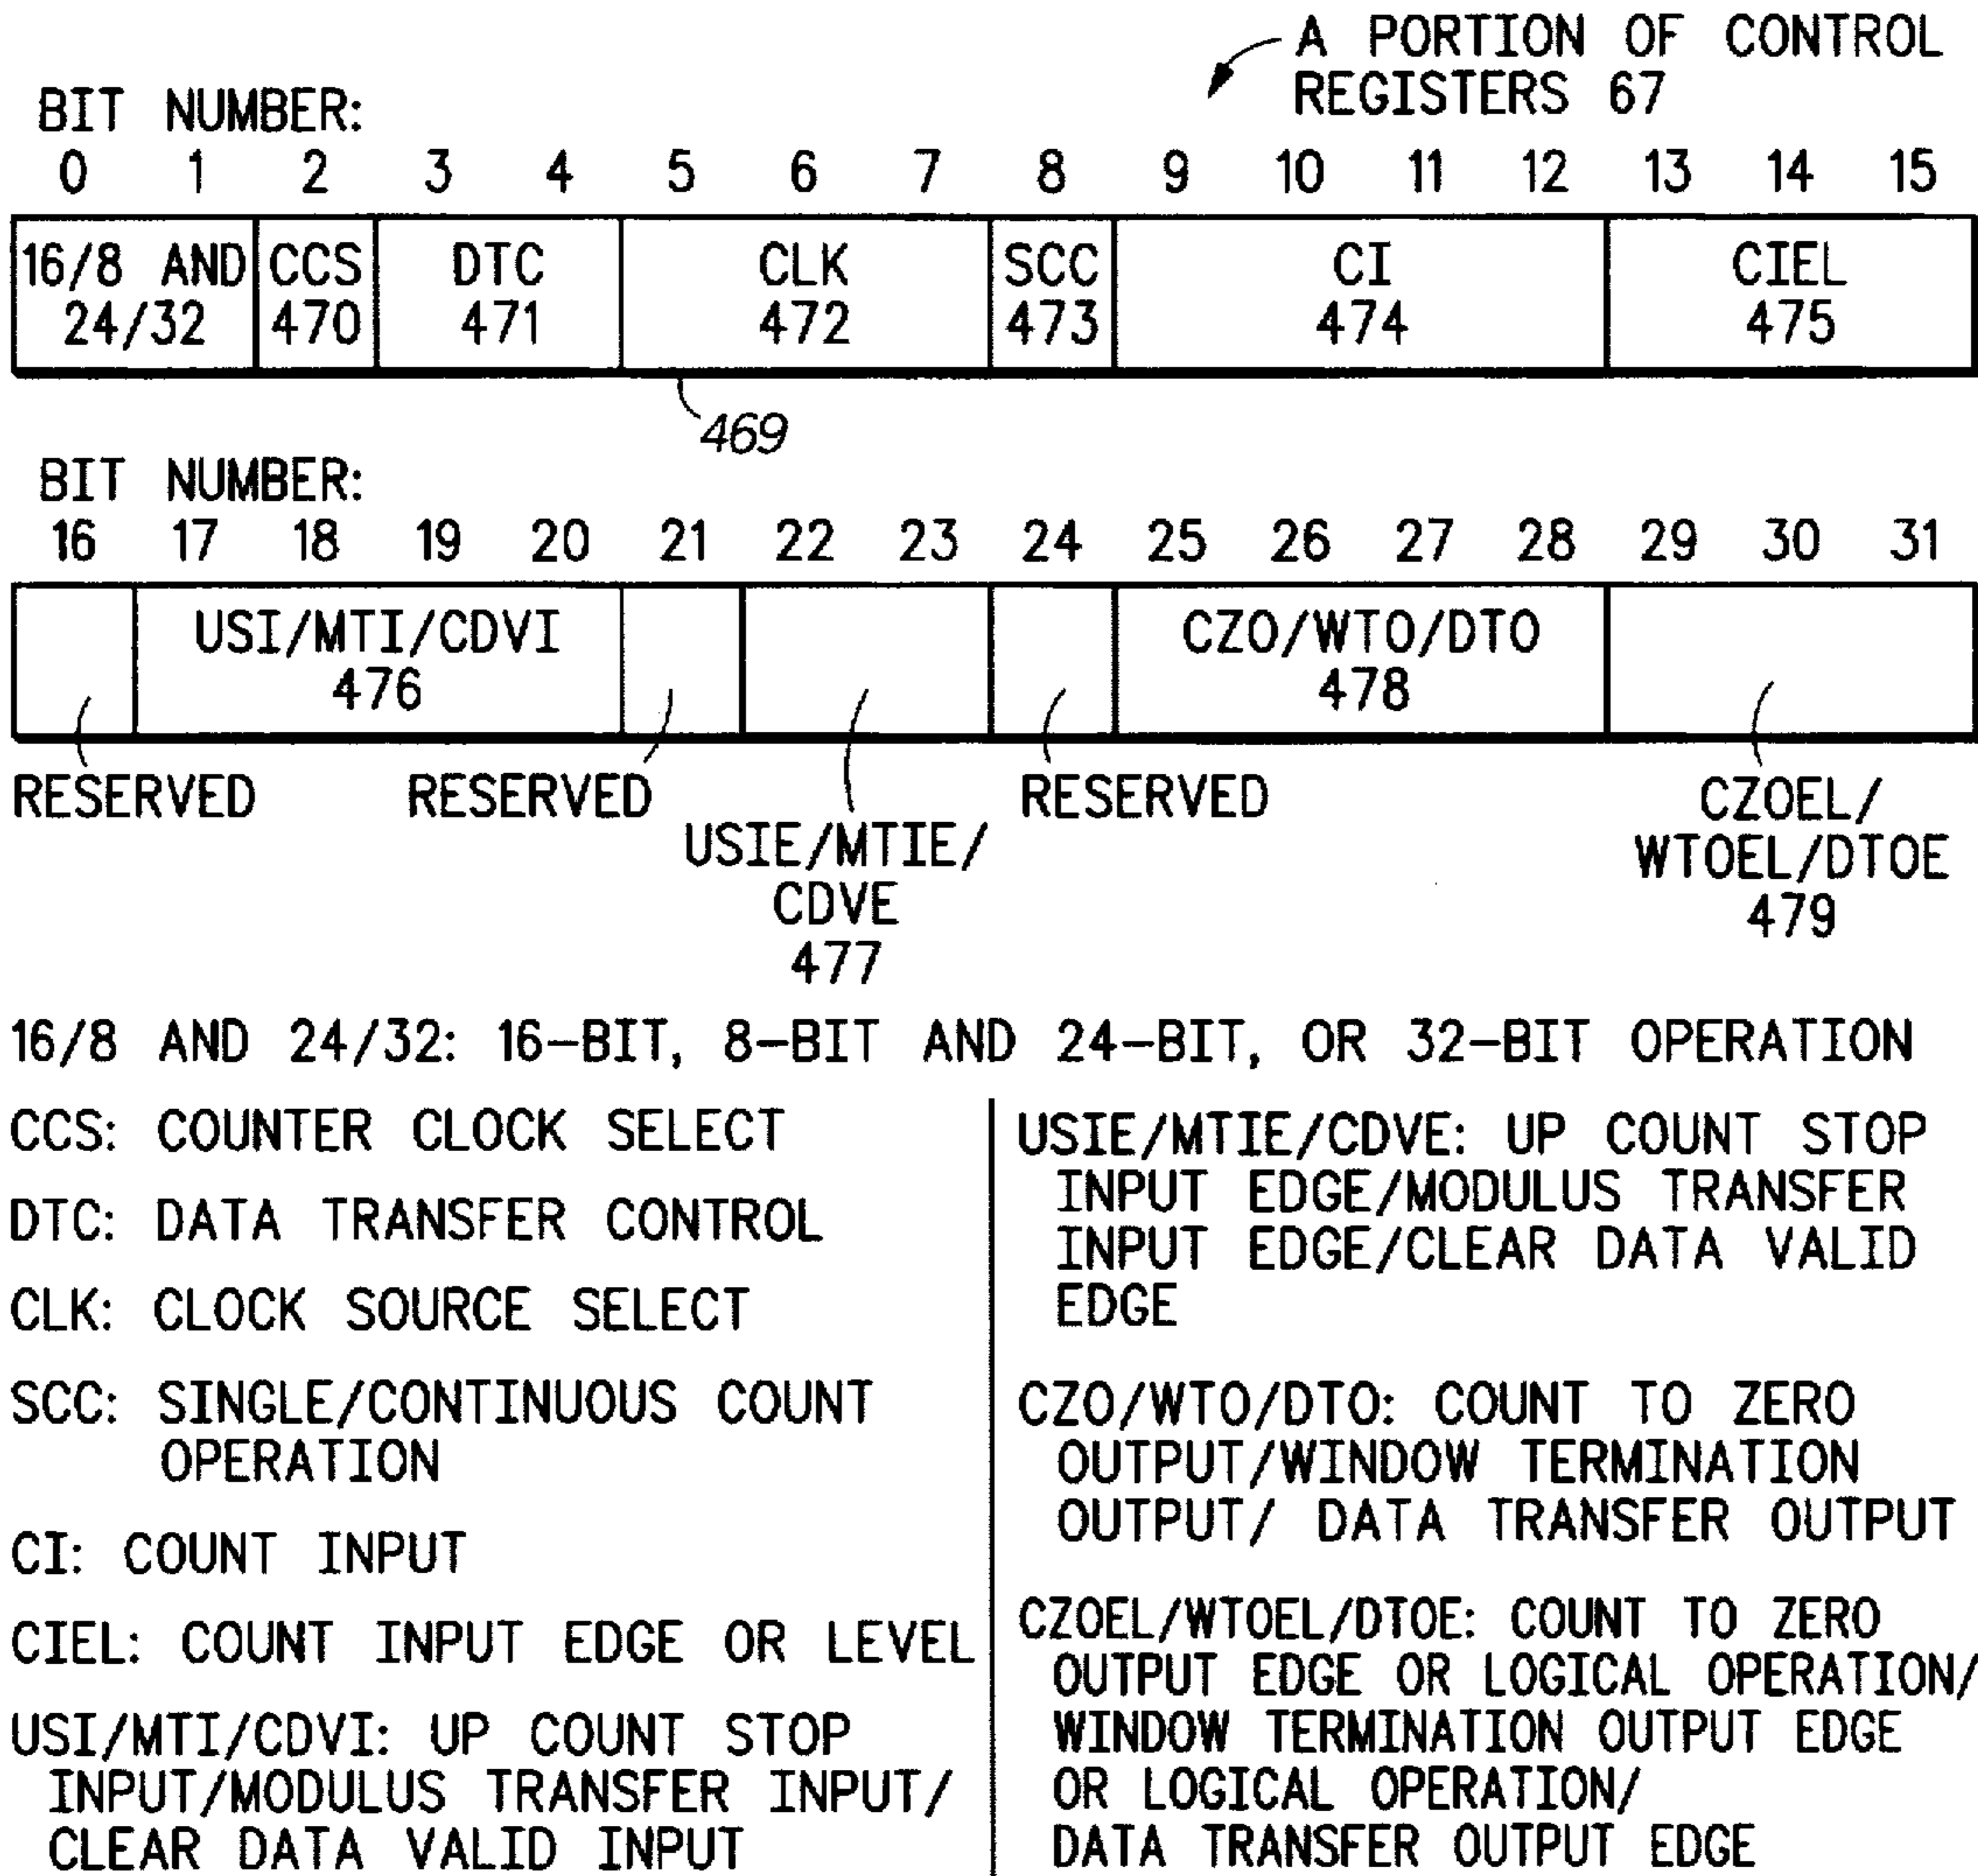 A PORTION OF CONTROL
REGISTERS 67
BIT NUMBER:
0 1 2 3 4 5 6 7 8 9 10 11 12 13 14 15
16/8 AND CCS DTC CLK SCC CI CIEL
24/32 470 471 472 473 474 475
469
BIT NUMBER:
16 17 18 19 20 21 22 23 24 25 26 27 28 29 30 31
USI/MTI/CDVI CZO/WTO/DTO
476 478
RESERVED RESERVED RESERVED CZOEL/
USIE/MTIE/ WTOEL/DTOE
CDVE 479
477
16/8 AND 24/32: 16-BIT, 8-BIT AND 24-BIT, OR 32-BIT OPERATION
CCS: COUNTER CLOCK SELECT
DTC: DATA TRANSFER CONTROL
CLK: CLOCK SOURCE SELECT
SCC: SINGLE/CONTINUOUS COUNT
OPERATION
CI: COUNT INPUT
CIEL: COUNT INPUT EDGE OR LEVEL
USI/MTI/CDVI: UP COUNT STOP
INPUT/MODULUS TRANSFER INPUT/
CLEAR DATA VALID INPUT
USIE/MTIE/CDVE: UP COUNT STOP
INPUT EDGE/MODULUS TRANSFER
INPUT EDGE/CLEAR DATA VALID
EDGE
CZO/WTO/DTO: COUNT TO ZERO
OUTPUT/WINDOW TERMINATION
OUTPUT/ DATA TRANSFER OUTPUT
CZOEL/WTOEL/DTOE: COUNT TO ZERO
OUTPUT EDGE OR LOGICAL OPERATION/
WINDOW TERMINATION OUTPUT EDGE
OR LOGICAL OPERATION/
DATA TRANSFER OUTPUT EDGE